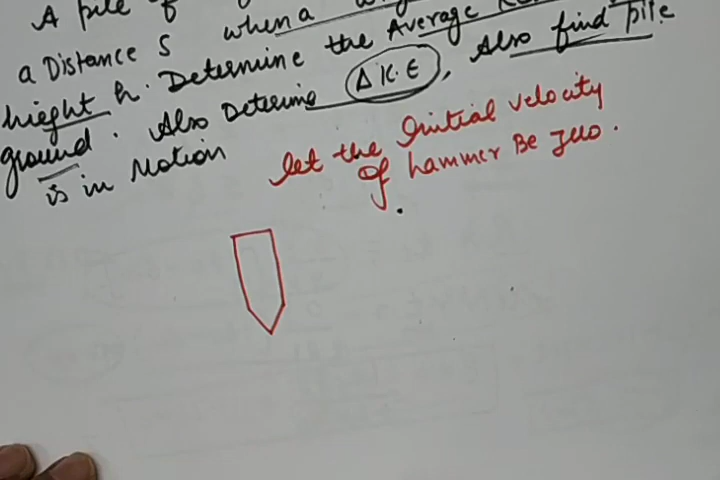 A pile of
a Distance S when a
hieght h. Determine the Average
ground. Also Determine Δ K.E, Also find pile
is in Motion
let the Initial velocity
of hammer Be zero.